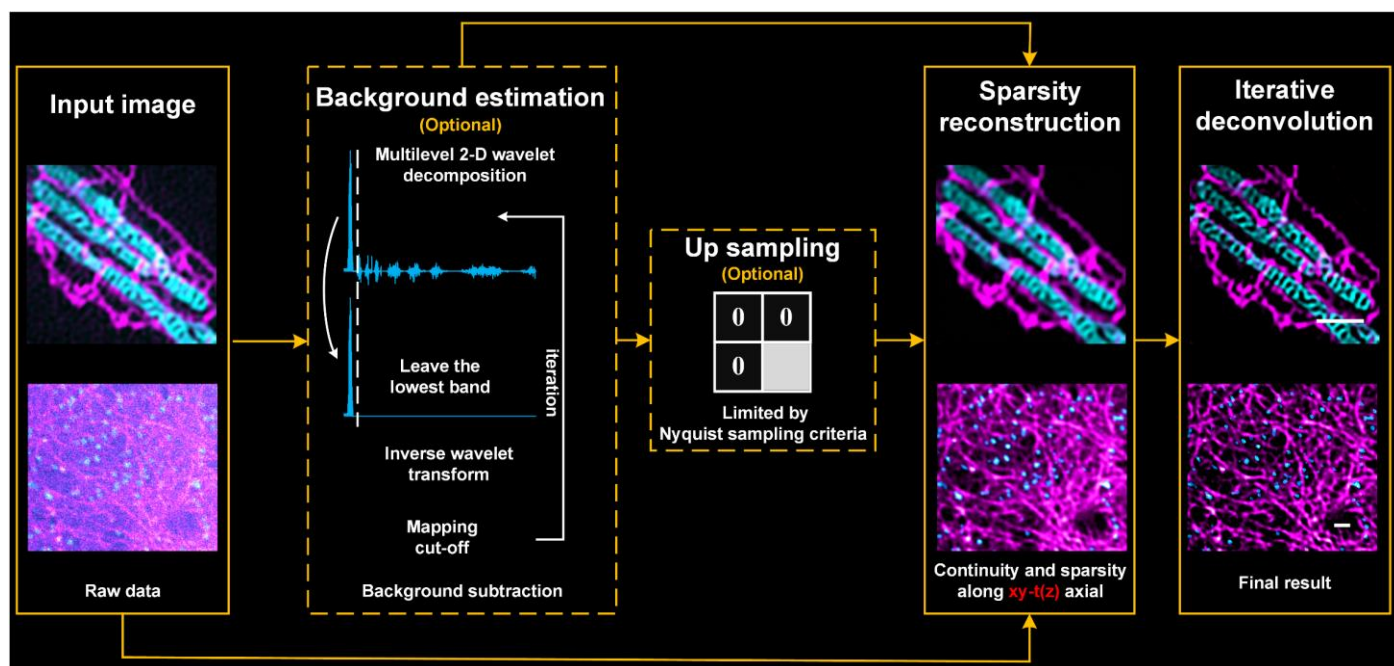 Input image
Raw data
Background estimation
(Optional)
Multilevel 2-D wavelet
decomposition
iteration
Leave the
lowest band
Inverse wavelet
transform
Mapping
cut-off
Background subtraction
Up sampling
(Optional)
0 0
0
Limited by
Nyquist sampling criteria
Sparsity
reconstruction
Continuity and sparsity
along xy-t(z) axial
Iterative
deconvolution
Final result